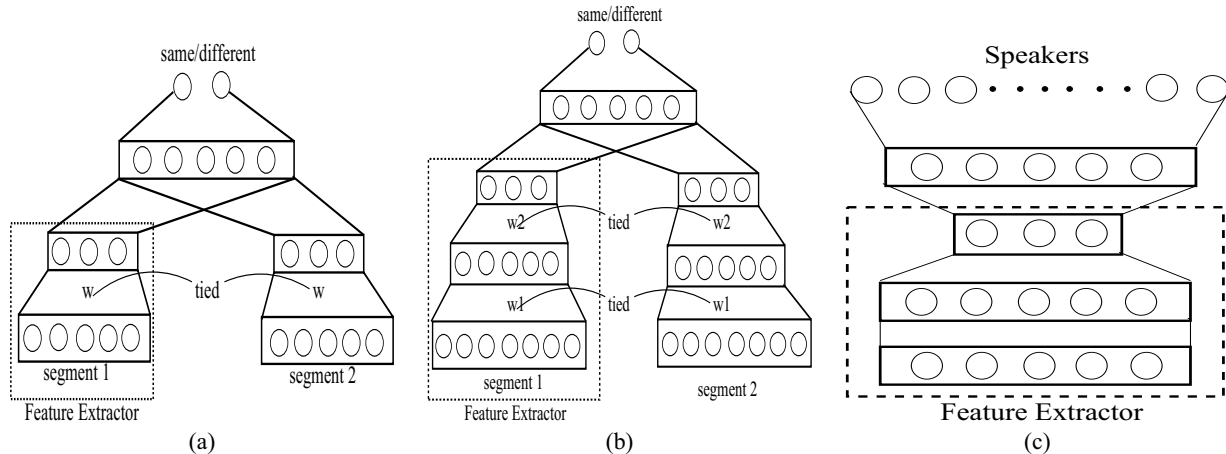 same/different
w
tied
w
segment 1
segment 2
Feature Extractor
(a)
same/different
w2
tied
w2
w1
tied
w1
segment 1
segment 2
Feature Extractor
(b)
Speakers
Feature Extractor
(c)